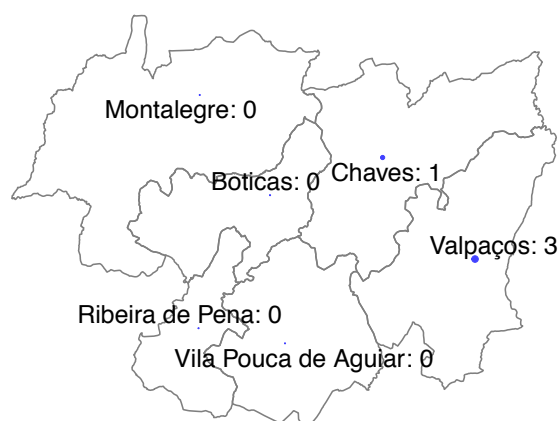 Montalegre: 0
Boticas: 0
Chaves: 1
Valpaços: 3
Ribeira de Pena: 0
Vila Pouca de Aguiar: 0